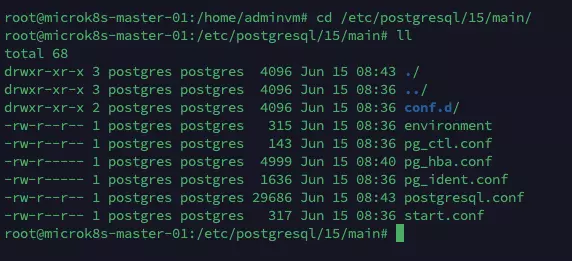 root@microk8s-master-01:/home/adminvm# cd /etc/postgresql/15/main/
root@microk8s-master-01:/etc/postgresql/15/main# ll
total 68
drwxr-xr-x 3 postgres postgres  4096 Jun 15 08:43 ./
drwxr-xr-x 3 postgres postgres  4096 Jun 15 08:36 ../
drwxr-xr-x 2 postgres postgres  4096 Jun 15 08:36 conf.d/
-rw-r--r-- 1 postgres postgres   315 Jun 15 08:36 environment
-rw-r--r-- 1 postgres postgres   143 Jun 15 08:36 pg_ctl.conf
-rw-r----- 1 postgres postgres  4999 Jun 15 08:40 pg_hba.conf
-rw-r----- 1 postgres postgres  1636 Jun 15 08:36 pg_ident.conf
-rw-r--r-- 1 postgres postgres 29686 Jun 15 08:43 postgresql.conf
-rw-r--r-- 1 postgres postgres   317 Jun 15 08:36 start.conf
root@microk8s-master-01:/etc/postgresql/15/main#